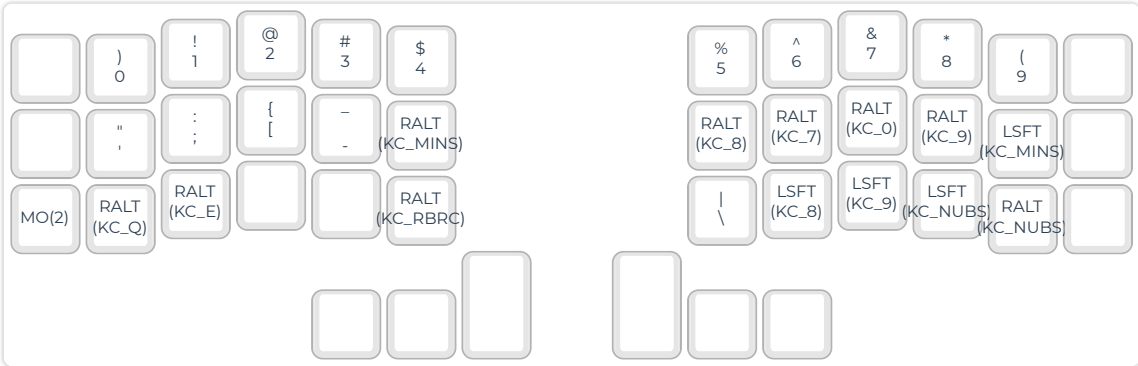 )
0
!
1
@
2
#
3
$
4
%
5
^
6
&
7
*
8
(
9
"
'
:
;
{
[
_
-
RALT
(KC_MINS)
RALT
(KC_8)
RALT
(KC_7)
RALT
(KC_0)
RALT
(KC_9)
LSFT
(KC_MINS)
MO(2)
RALT
(KC_Q)
RALT
(KC_E)
RALT
(KC_RBRC)
|
\
LSFT
(KC_8)
LSFT
(KC_9)
LSFT
(KC_NUBS)
RALT
(KC_NUBS)